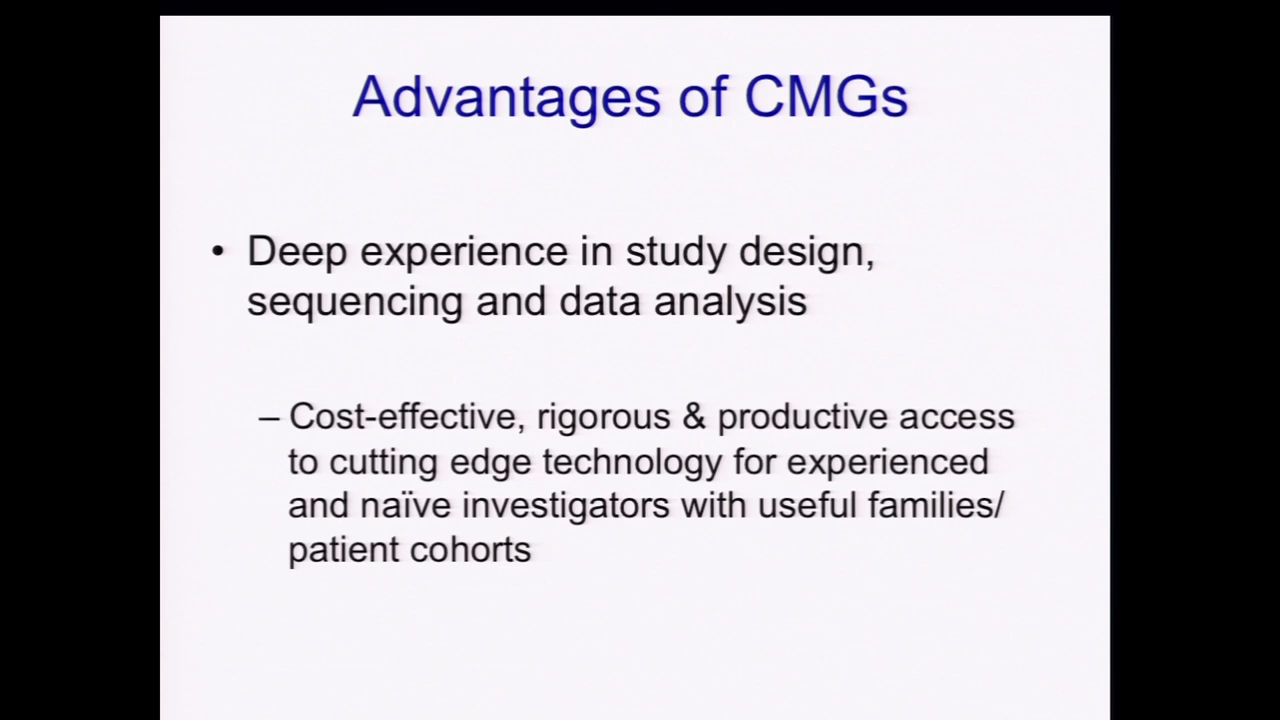 Advantages of CMGs
• Deep experience in study design,
sequencing and data analysis
– Cost-effective, rigorous & productive access
to cutting edge technology for experienced
and naïve investigators with useful families/
patient cohorts